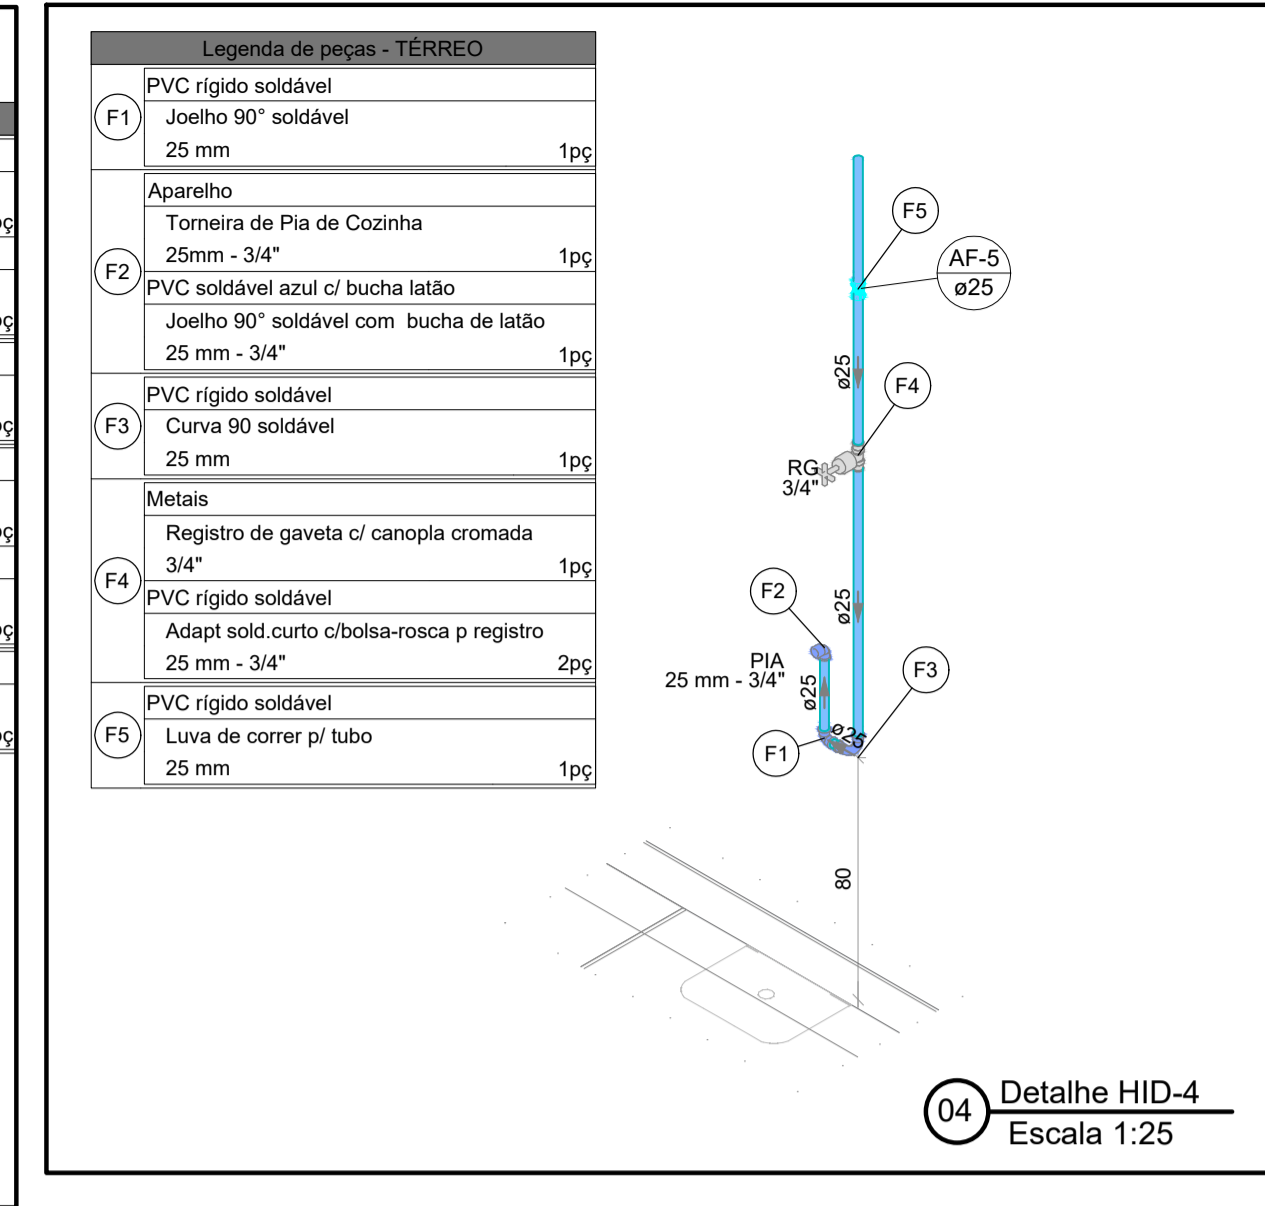 Legenda de peças - TÉRREO
F1
PVC rígido soldável
Joelho 90° soldável
25 mm 1pç
F2
Aparelho
Torneira de Pia de Cozinha
25mm - 3/4" 1pç
PVC soldável azul c/ bucha latão
Joelho 90° soldável com  bucha de latão
25 mm - 3/4" 1pç
F3
PVC rígido soldável
Curva 90 soldável
25 mm 1pç
F4
Metais
Registro de gaveta c/ canopla cromada
3/4" 1pç
PVC rígido soldável
Adapt sold.curto c/bolsa-rosca p registro
25 mm - 3/4" 2pç
F5
PVC rígido soldável
Luva de correr p/ tubo
25 mm 1pç
F5
AF-5
ø25
ø25
F4
RG
3/4"
F2
ø25
PIA
25 mm - 3/4"
ø25
F3
ø25
F1
80
04
Detalhe HID-4
Escala 1:25